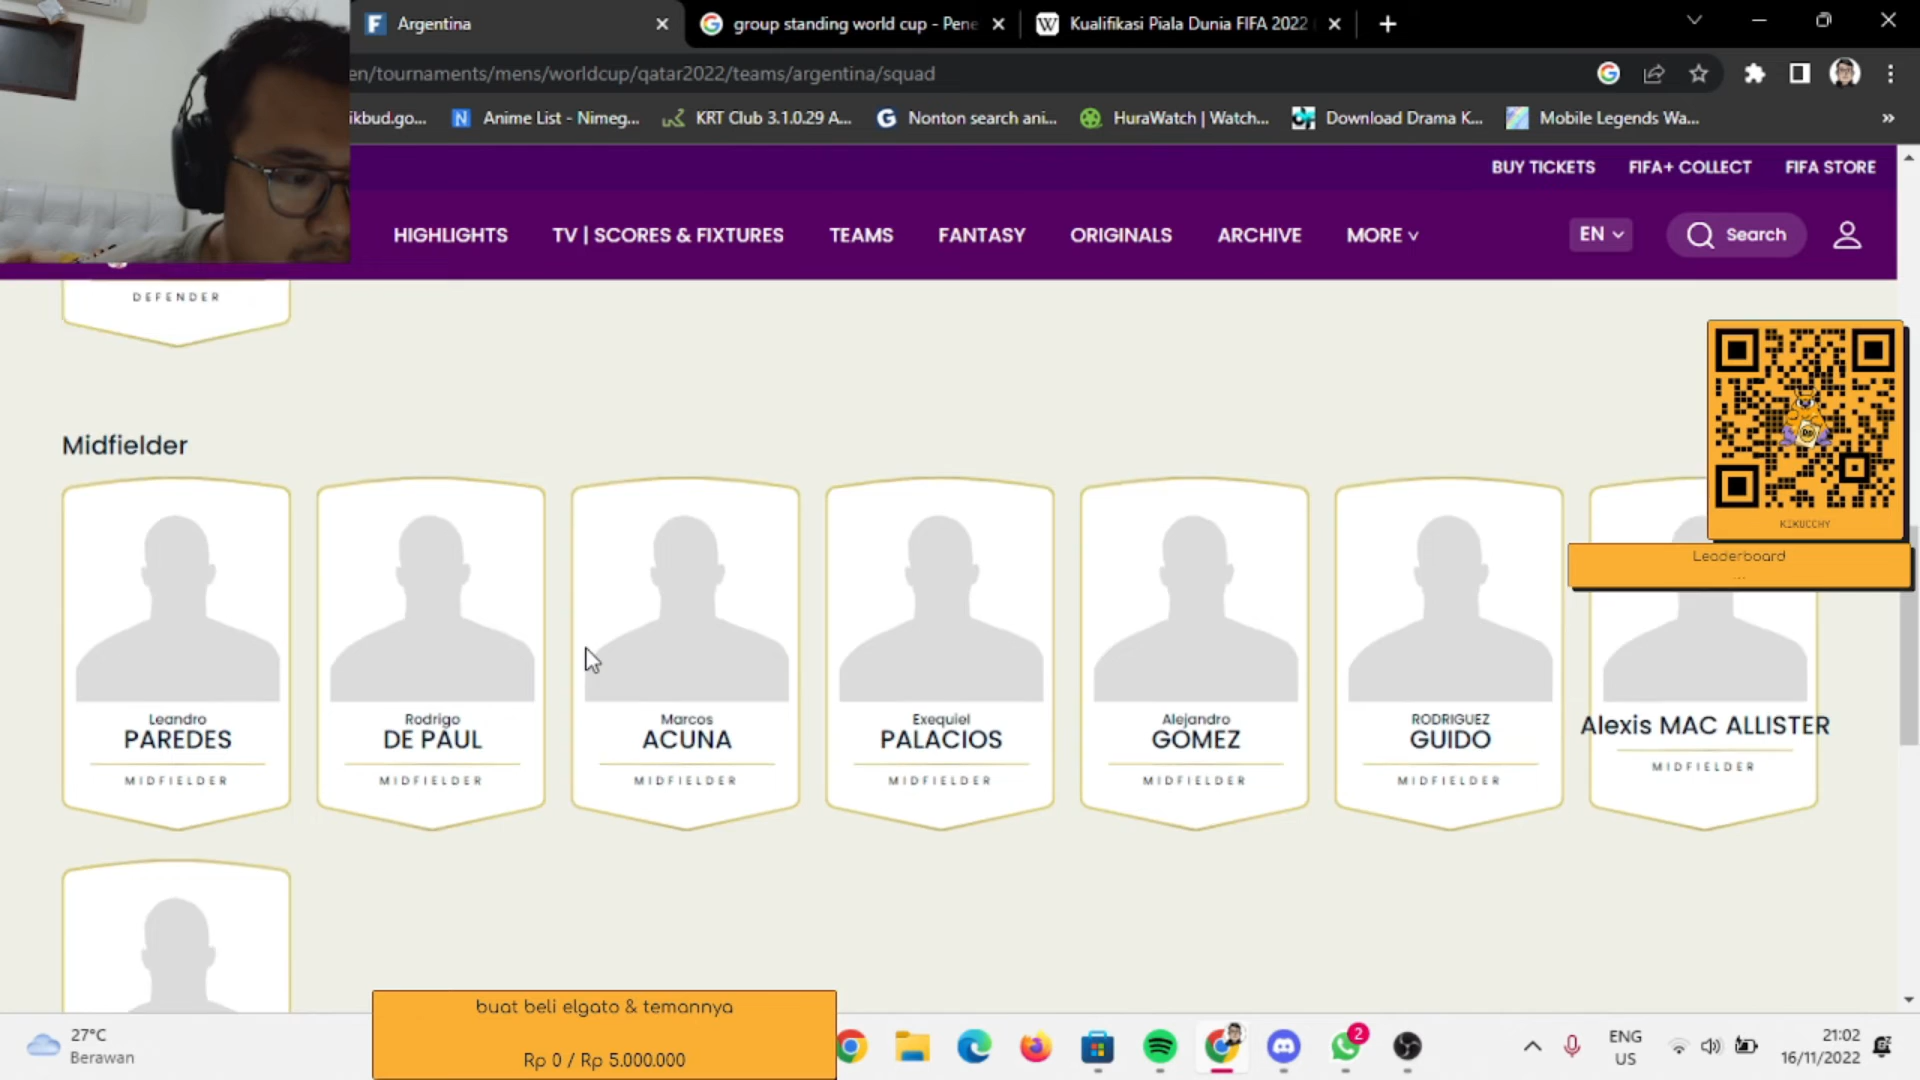 Argentina
group standing world cup - Pene
Kualifikasi Piala Dunia FIFA 2022
en/tournaments/mens/worldcup/qatar2022/teams/argentina/squad
ikbud.go...
Anime List - Nimeg...
KRT Club 3.1.0.29 A...
Nonton search ani...
HuraWatch | Watch...
Download Drama K...
Mobile Legends Wa...
»
BUY TICKETS
FIFA+ COLLECT
FIFA STORE
HIGHLIGHTS
TV | SCORES & FIXTURES
TEAMS
FANTASY
ORIGINALS
ARCHIVE
MORE
EN
Search
DEFENDER
KIKUCCHY
Leaderboard
...
Midfielder
Leandro
PAREDES
MIDFIELDER
Rodrigo
DE PAUL
MIDFIELDER
Marcos
ACUNA
MIDFIELDER
Exequiel
PALACIOS
MIDFIELDER
Alejandro
GOMEZ
MIDFIELDER
RODRIGUEZ
GUIDO
MIDFIELDER
Alexis MAC ALLISTER
MIDFIELDER
buat beli elgato & temannya
Rp 0 / Rp 5.000.000
27°C
Berawan
2
ENG
US
21:02
16/11/2022